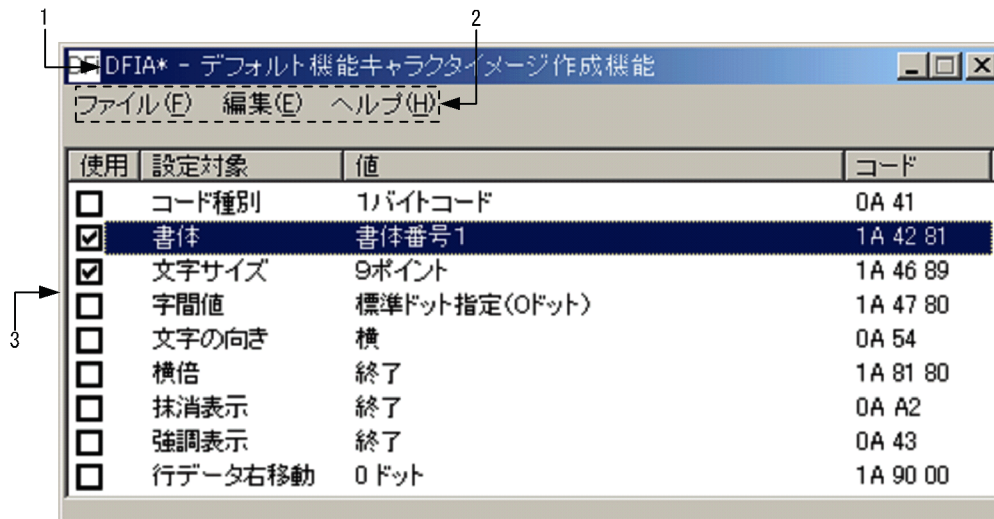 1
2
DFIA* - デフォルト機能キャラクタイメージ作成機能
ファイル(F) 編集(E) ヘルプ(H)
使用 設定対象 値 コード
コード種別 1バイトコード 0A 41
書体 書体番号1 1A 42 81
文字サイズ 9ポイント 1A 46 89
字間値 標準ドット指定(0ドット) 1A 47 80
文字の向き 横 0A 54
横倍 終了 1A 81 80
抹消表示 終了 0A A2
強調表示 終了 0A 43
行データ右移動 0 ドット 1A 90 00
3